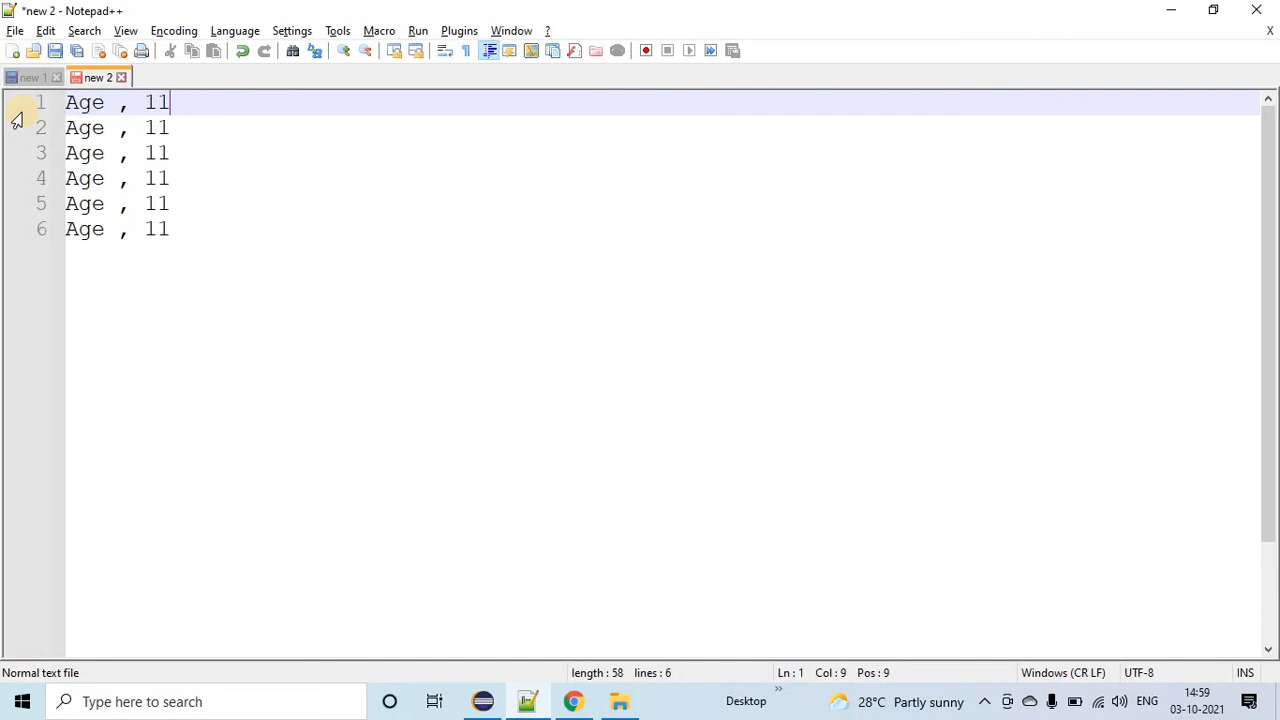 *new 2 - Notepad++
File Edit Search View Encoding Language Settings Tools Macro Run Plugins Window ? X
new 1 new 2
1 Age , 11
2 Age , 11
3 Age , 11
4 Age , 11
5 Age , 11
6 Age , 11
Normal text file length : 58 lines : 6 Ln : 1 Col : 9 Pos : 9 Windows (CR LF) UTF-8 INS
Type here to search Desktop » 28°C Partly sunny ENG 14:59
03-10-2021